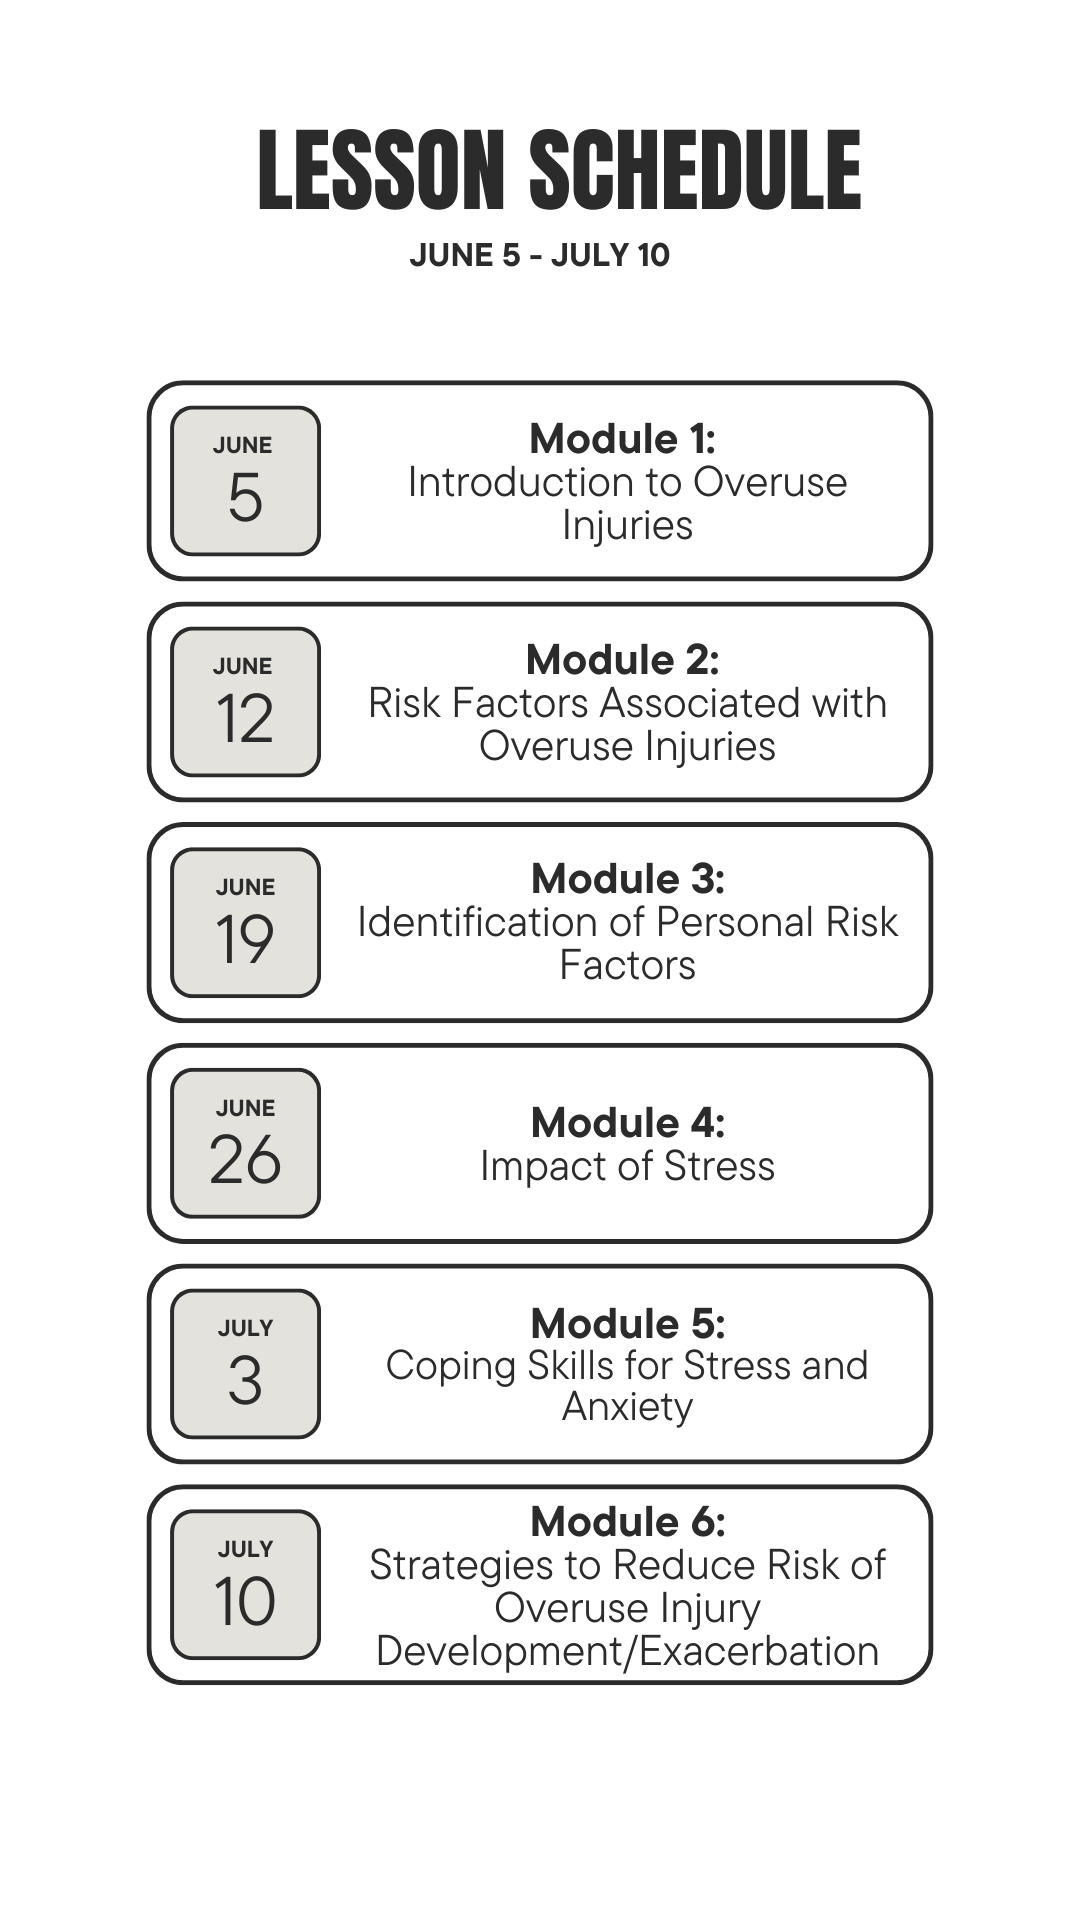 LESSON SCHEDULE
JUNE 5 - JULY 10
JUNE
5
Module 1:
Introduction to Overuse
Injuries
JUNE
12
Module 2:
Risk Factors Associated with
Overuse Injuries
JUNE
19
Module 3:
Identification of Personal Risk
Factors
JUNE
26
Module 4:
Impact of Stress
JULY
3
Module 5:
Coping Skills for Stress and
Anxiety
JULY
10
Module 6:
Strategies to Reduce Risk of
Overuse Injury
Development/Exacerbation